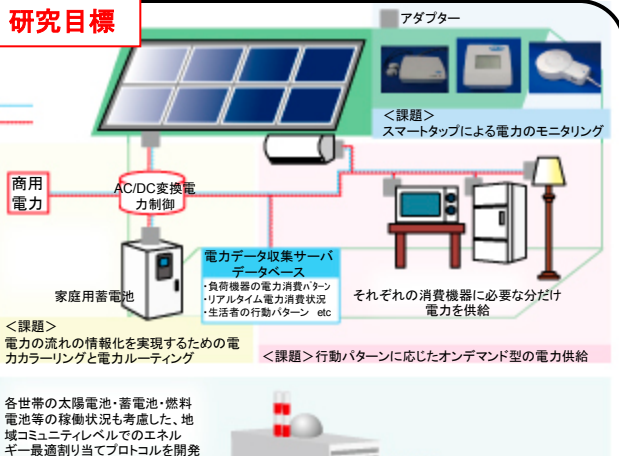 研究目標
アダプター
＜課題＞
スマートタップによる電力のモニタリング
商用
電力
AC/DC変換電
力制御
家庭用蓄電池
電力データ収集サーバ
データベース
・負荷機器の電力消費ﾊﾟﾀｰﾝ
・リアルタイム電力消費状況
・生活者の行動パターン etc
それぞれの消費機器に必要な分だけ
電力を供給
＜課題＞
電力の流れの情報化を実現するための電
力カラーリングと電力ルーティング
＜課題＞行動パターンに応じたオンデマンド型の電力供給
各世帯の太陽電池・蓄電池・燃料
電池等の稼働状況も考慮した、地
域コミュニティレベルでのエネル
ギー最適割り当てプロトコルを開発